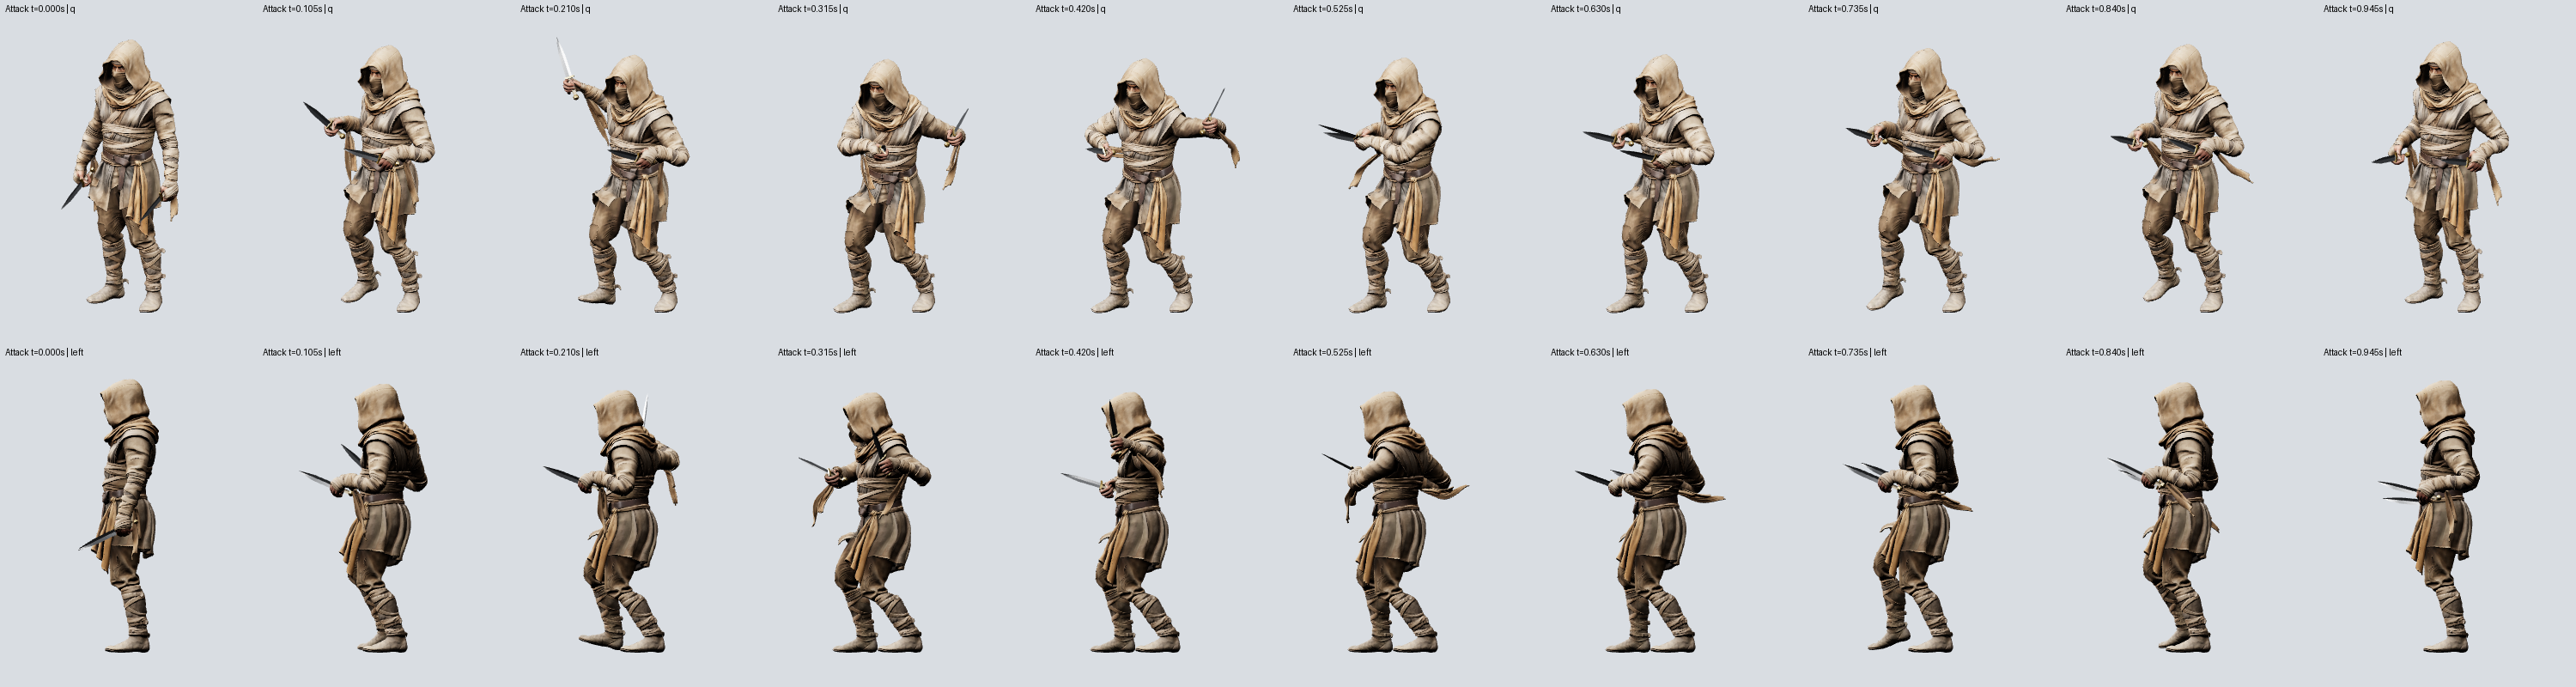 Attack t=0.000s | q
Attack t=0.105s | q
Attack t=0.210s | q
Attack t=0.315s | q
Attack t=0.420s | q
Attack t=0.525s | q
Attack t=0.630s | q
Attack t=0.735s | q
Attack t=0.840s | q
Attack t=0.945s | q
Attack t=0.000s | left
Attack t=0.105s | left
Attack t=0.210s | left
Attack t=0.315s | left
Attack t=0.420s | left
Attack t=0.525s | left
Attack t=0.630s | left
Attack t=0.735s | left
Attack t=0.840s | left
Attack t=0.945s | left